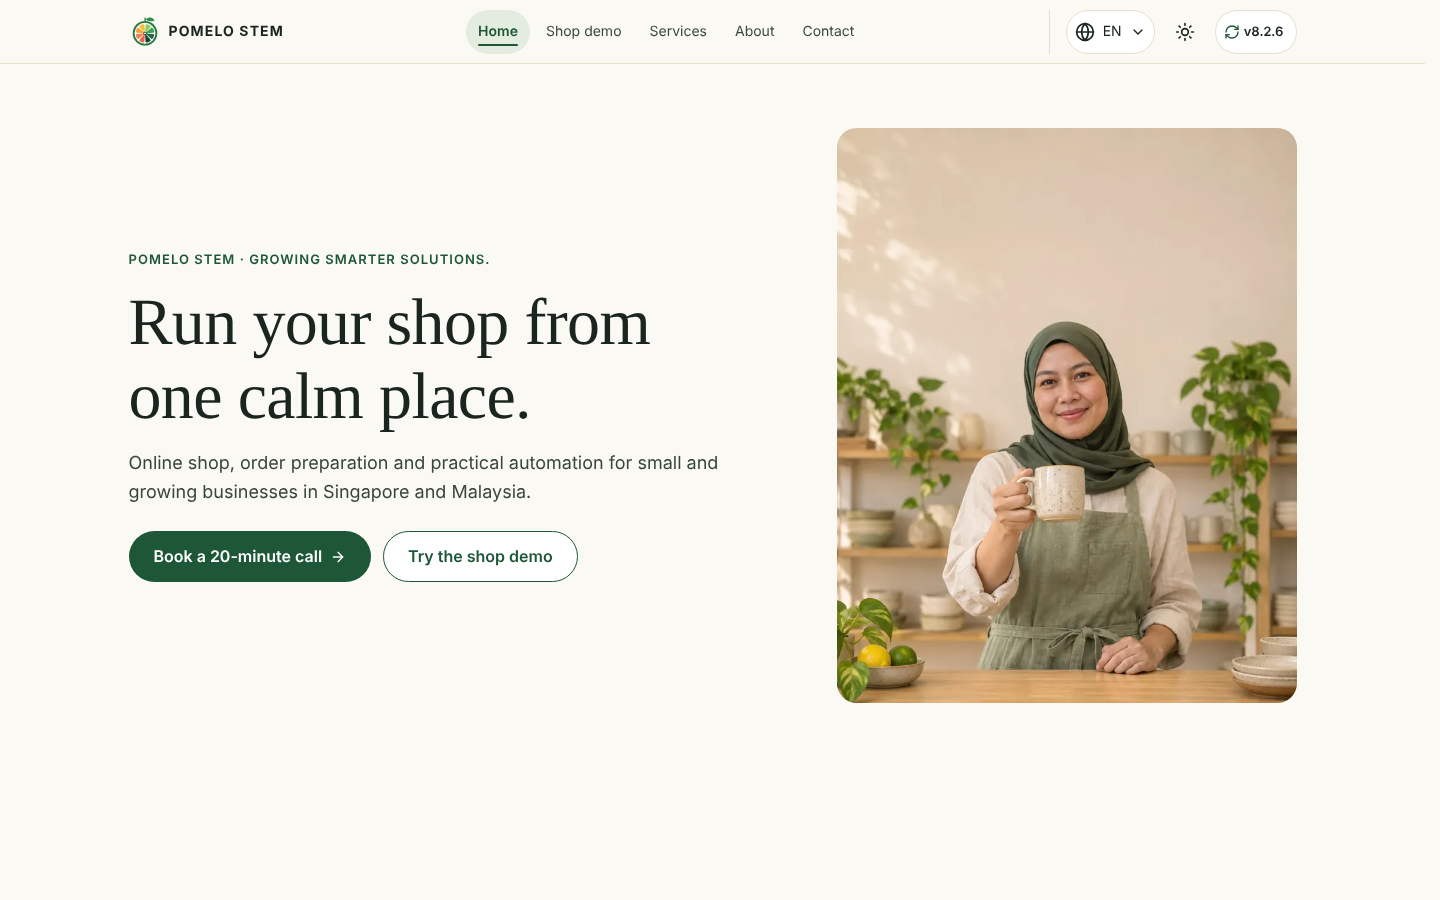 POMELO STEM
Home
Shop demo
Services
About
Contact
EN
v8.2.6
POMELO STEM · GROWING SMARTER SOLUTIONS.
Run your shop from
one calm place.
Online shop, order preparation and practical automation for small and
growing businesses in Singapore and Malaysia.
Book a 20-minute call →
Try the shop demo